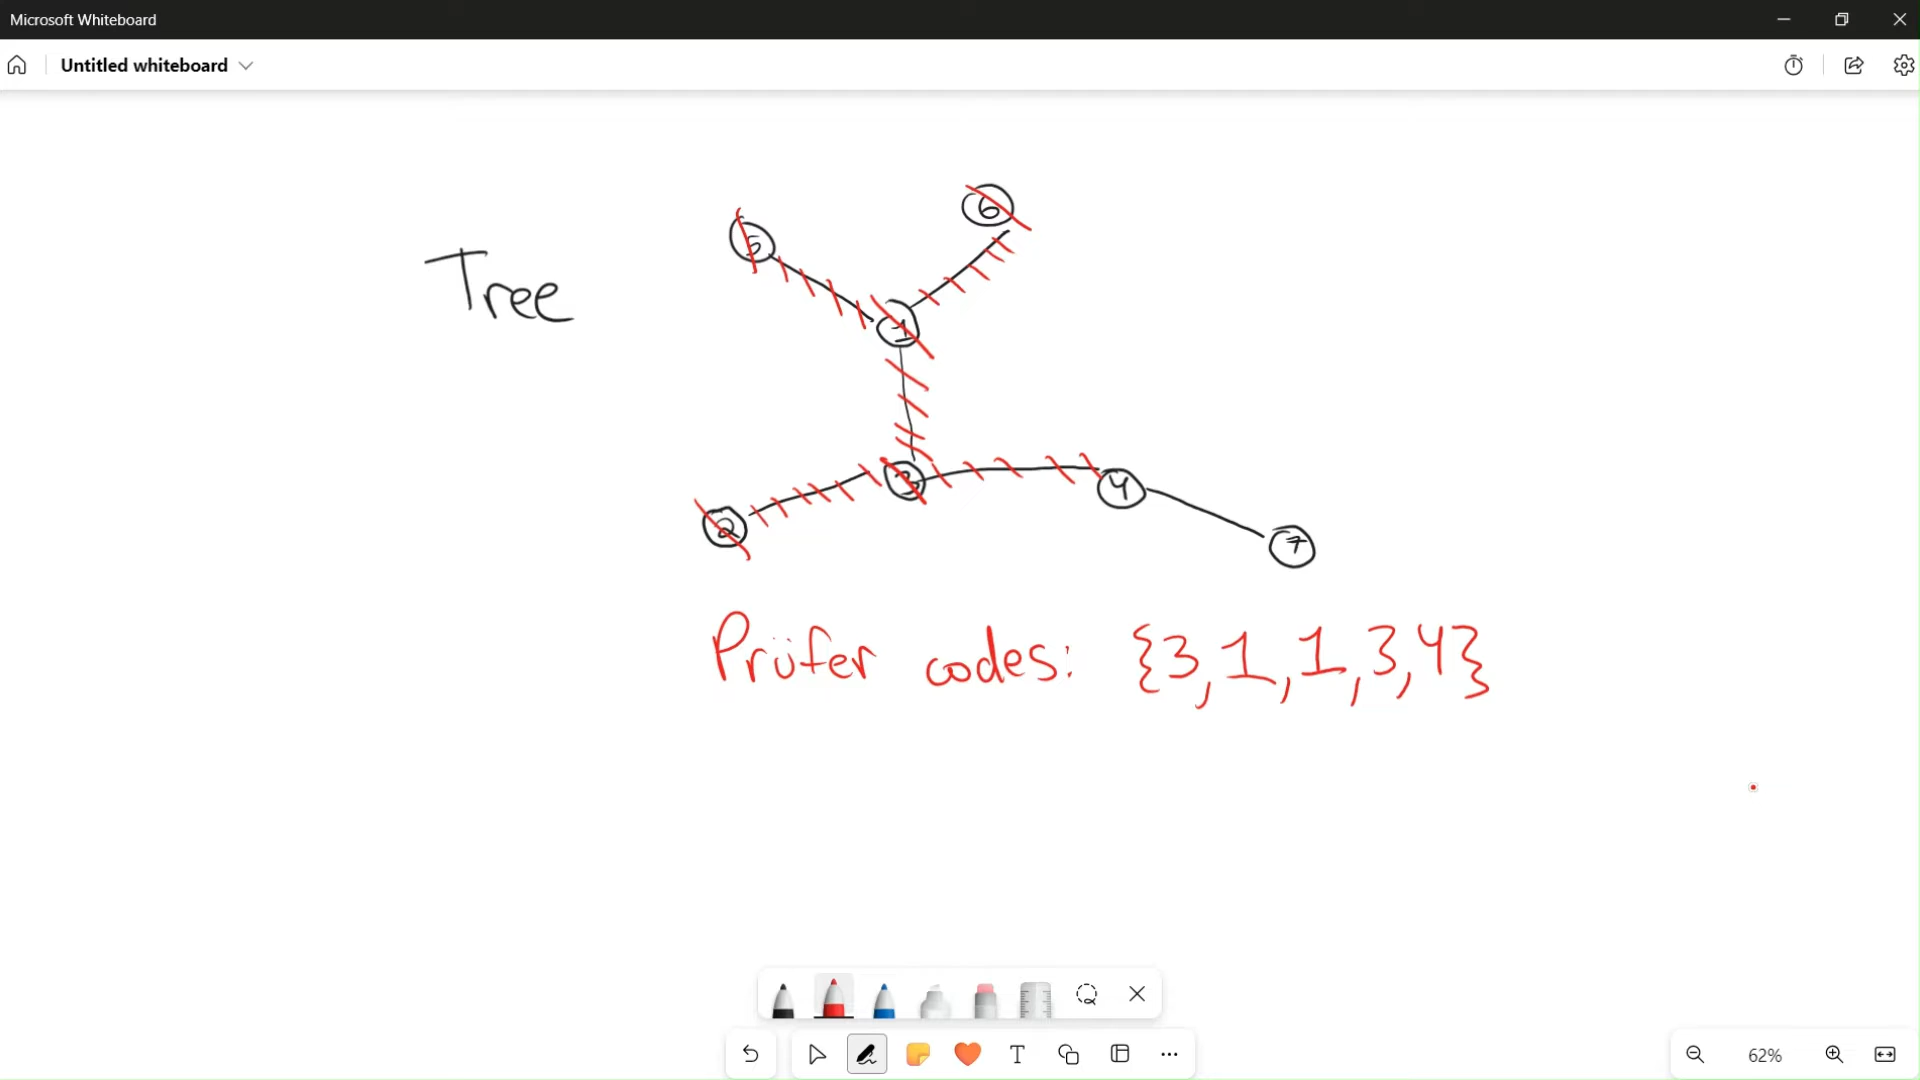 Microsoft Whiteboard
Untitled whiteboard
6
5
Tree
1
3
4
2
7
Prüfer codes: {3,1,1,3,4}
62%